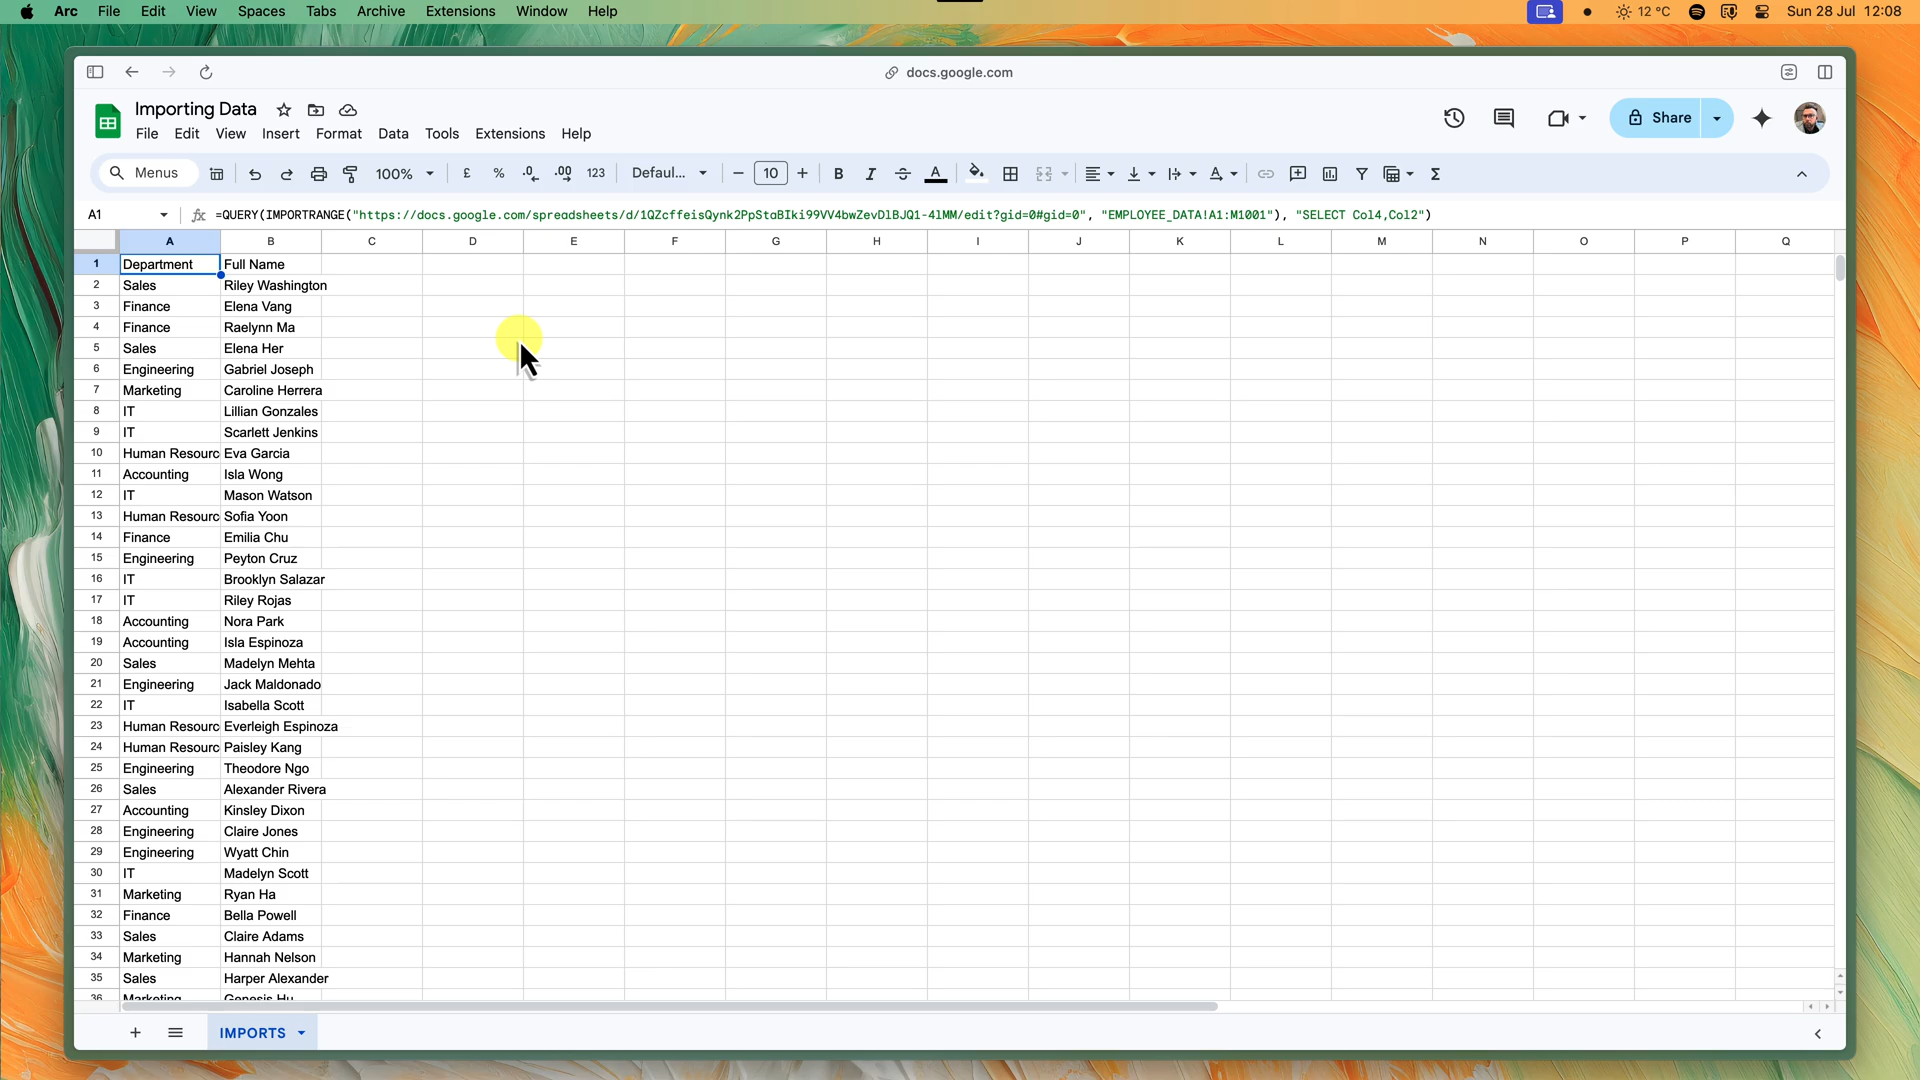 Arc File Edit View Spaces Tabs Archive Extensions Window Help 12 °C Sun 28 Jul 12:08
docs.google.com
Importing Data
File Edit View Insert Format Data Tools Extensions Help
Share
Menus 100% £ % .0 .00 123 Defaul... 10 B I S A
A1 fx =QUERY(IMPORTRANGE("https://docs.google.com/spreadsheets/d/1QZcffeisQynk2PpStaBIki99VV4bwZevDlBJQ1-4lMM/edit?gid=0#gid=0", "EMPLOYEE_DATA!A1:M1001"), "SELECT Col4,Col2")
A B C D E F G H I J K L M N O P Q
1 Department Full Name
2 Sales Riley Washington
3 Finance Elena Vang
4 Finance Raelynn Ma
5 Sales Elena Her
6 Engineering Gabriel Joseph
7 Marketing Caroline Herrera
8 IT Lillian Gonzales
9 IT Scarlett Jenkins
10 Human Resourc Eva Garcia
11 Accounting Isla Wong
12 IT Mason Watson
13 Human Resourc Sofia Yoon
14 Finance Emilia Chu
15 Engineering Peyton Cruz
16 IT Brooklyn Salazar
17 IT Riley Rojas
18 Accounting Nora Park
19 Accounting Isla Espinoza
20 Sales Madelyn Mehta
21 Engineering Jack Maldonado
22 IT Isabella Scott
23 Human Resourc Everleigh Espinoza
24 Human Resourc Paisley Kang
25 Engineering Theodore Ngo
26 Sales Alexander Rivera
27 Accounting Kinsley Dixon
28 Engineering Claire Jones
29 Engineering Wyatt Chin
30 IT Madelyn Scott
31 Marketing Ryan Ha
32 Finance Bella Powell
33 Sales Claire Adams
34 Marketing Hannah Nelson
35 Sales Harper Alexander
36 Marketing Genesis Hu
IMPORTS